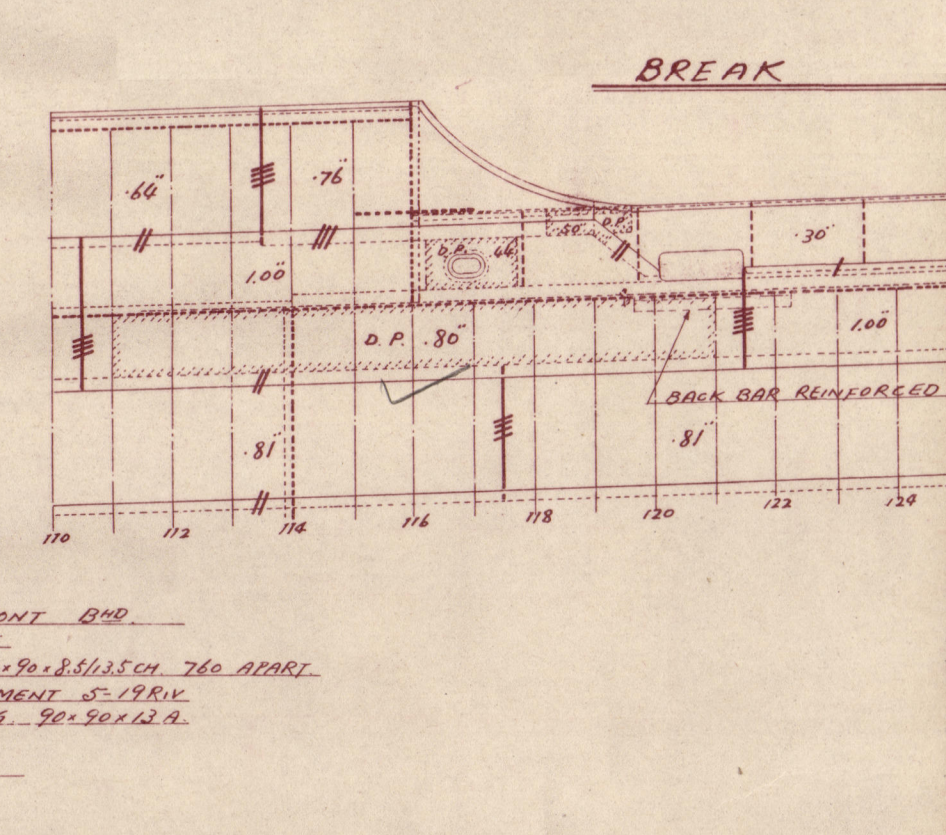 BREAK
.64"
.76"
.50"
D.P.
D.P. .44"
.30"
1.00"
D. P. .80"
1.00"
BACK BAR REINFORCED
.81"
.81"
110 112 114 116 118 120 122 124
ONT BHD.
×90×8.5/13.5 CH. 760 APART.
MENT 5-19 RIV
90×90×13 A.